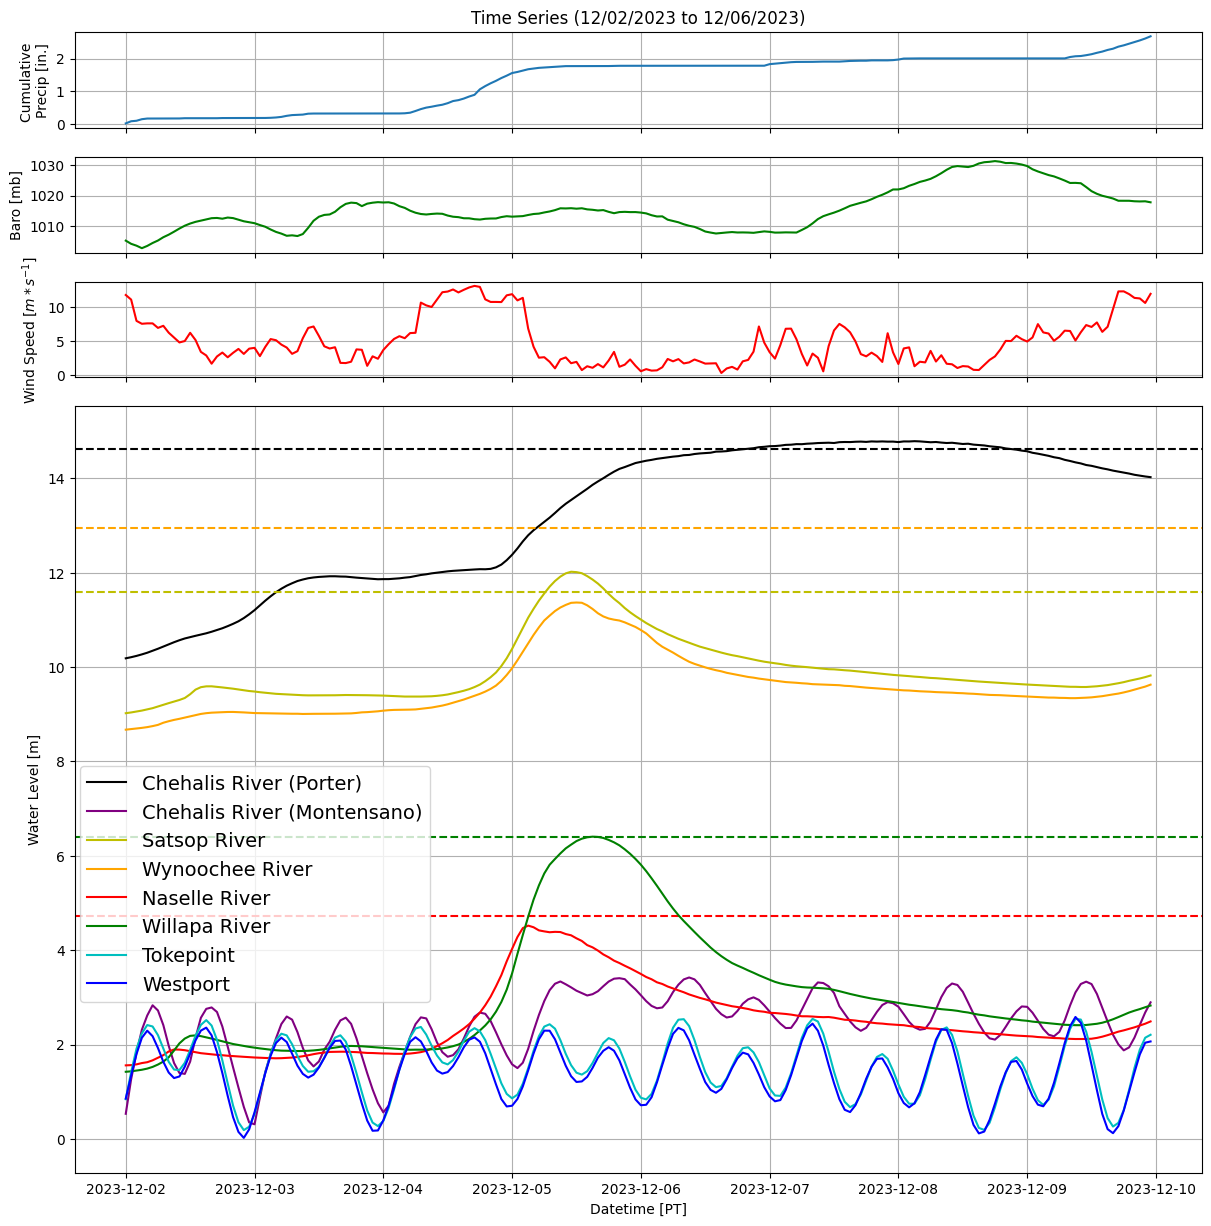 Time Series (12/02/2023 to 12/06/2023)
Cumulative
Precip [in.]
2
1
0
Baro [mb]
1030
1020
1010
Wind Speed [m * s⁻¹]
10
5
0
Water Level [m]
14
12
10
8
6
4
2
0
Chehalis River (Porter)
Chehalis River (Montensano)
Satsop River
Wynoochee River
Naselle River
Willapa River
Tokepoint
Westport
2023-12-02 2023-12-03 2023-12-04 2023-12-05 2023-12-06 2023-12-07 2023-12-08 2023-12-09 2023-12-10
Datetime [PT]